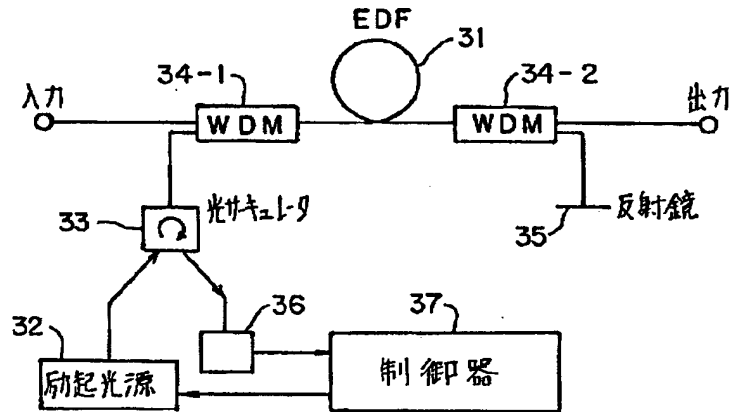 EDF
31
34-1
34-2
入力
WDM
WDM
出力
33
光サーキュレータ
反射鏡
35
36
37
32
励起光源
制御器